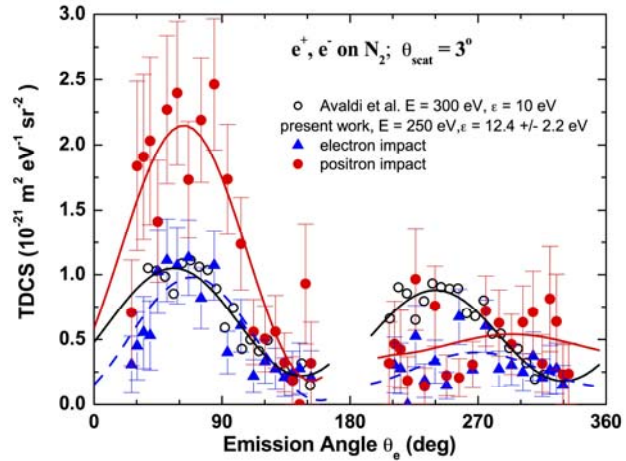 3.0
e⁺, e⁻ on N₂; θ_scat = 3°
2.5
Avaldi et al. E = 300 eV, ε = 10 eV
present work, E = 250 eV,ε = 12.4 +/- 2.2 eV
2.0
electron impact
positron impact
1.5
1.0
0.5
0.0
TDCS (10⁻²¹ m² eV⁻¹ sr⁻²)
0 90 180 270 360
Emission Angle θ_e (deg)